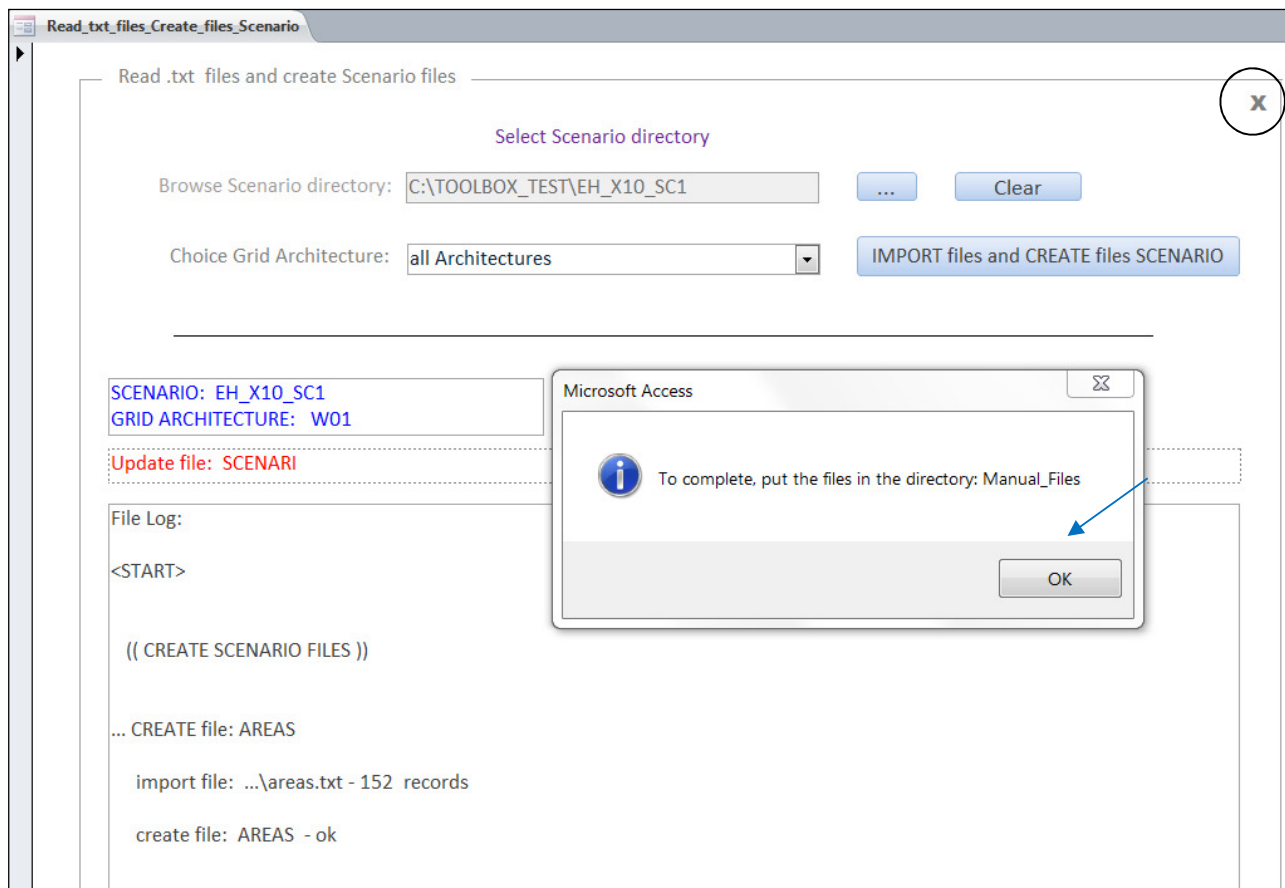 Read_txt_files_Create_files_Scenario
Read .txt files and create Scenario files
x
Select Scenario directory
Browse Scenario directory: C:\TOOLBOX_TEST\EH_X10_SC1 ... Clear
Choice Grid Architecture: all Architectures IMPORT files and CREATE files SCENARIO
SCENARIO: EH_X10_SC1
GRID ARCHITECTURE: W01
Update file: SCENARI
Microsoft Access
To complete, put the files in the directory: Manual_Files
OK
File Log:
<START>
(( CREATE SCENARIO FILES ))
... CREATE file: AREAS
import file: ...\areas.txt - 152 records
create file: AREAS - ok